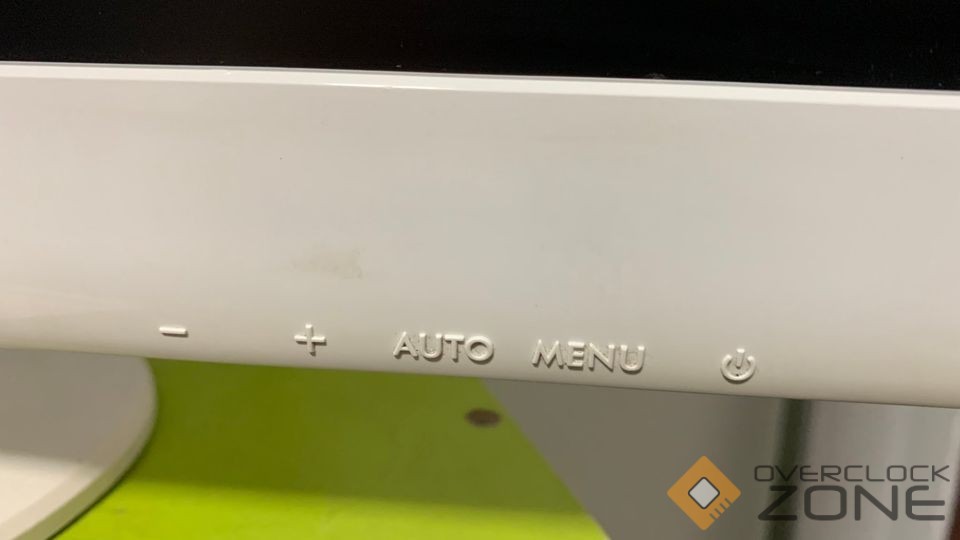 − + AUTO MENU
OVERCLOCK
ZONE